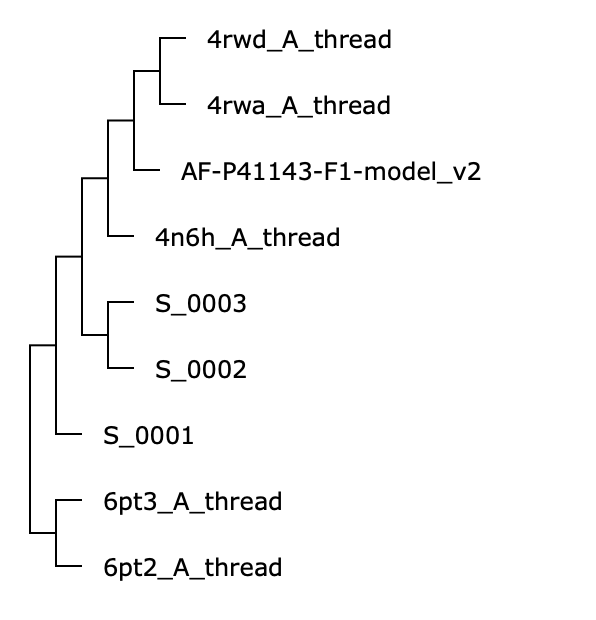 4rwd_A_thread
4rwa_A_thread
AF-P41143-F1-model_v2
4n6h_A_thread
S_0003
S_0002
S_0001
6pt3_A_thread
6pt2_A_thread